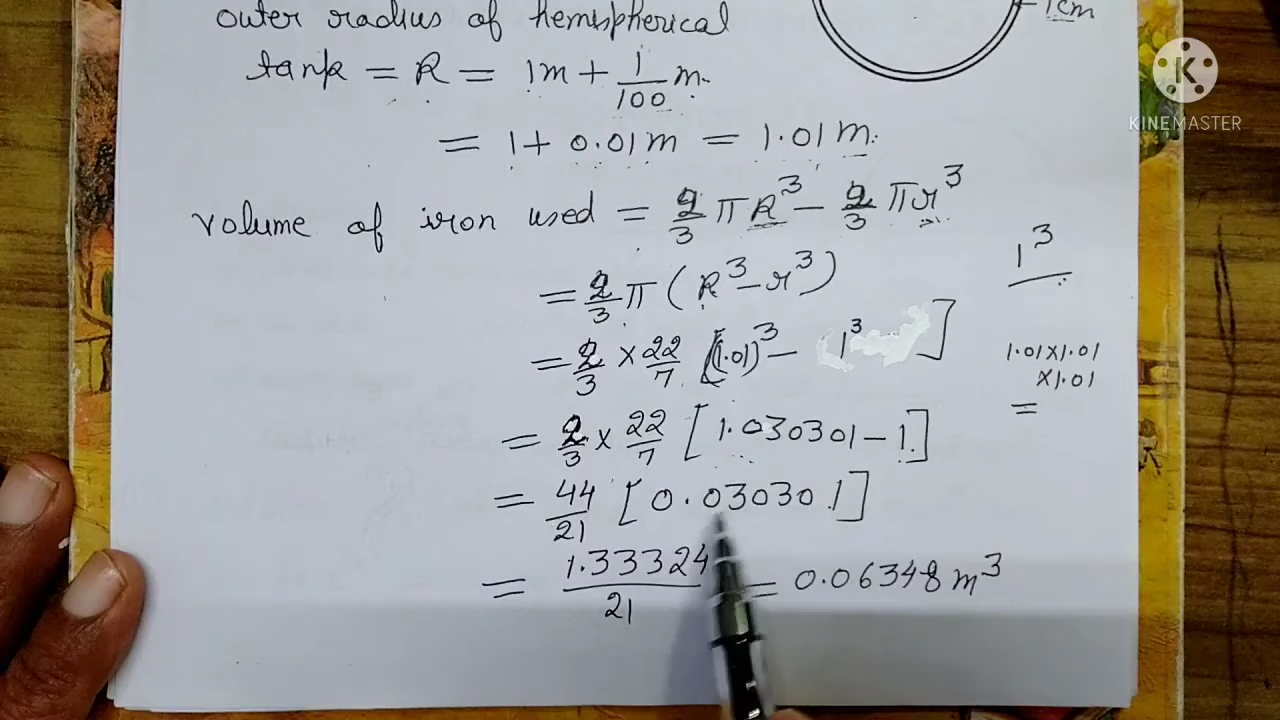 outer radius of hemispherical
1cm
tank = R = 1m + 1/100 m.
= 1 + 0.01m = 1.01m.
volume of iron used = 2/3 πR³ - 2/3 πr³
= 2/3 π (R³ - r³)
1³
= 2/3 × 22/7 [(1.01)³ - 1³]
1.01×1.01
×1.01
=
= 2/3 × 22/7 [1.030301 - 1]
= 44/21 [0.030301]
= 1.33324 / 21 = 0.06348 m³
K
KINEMASTER